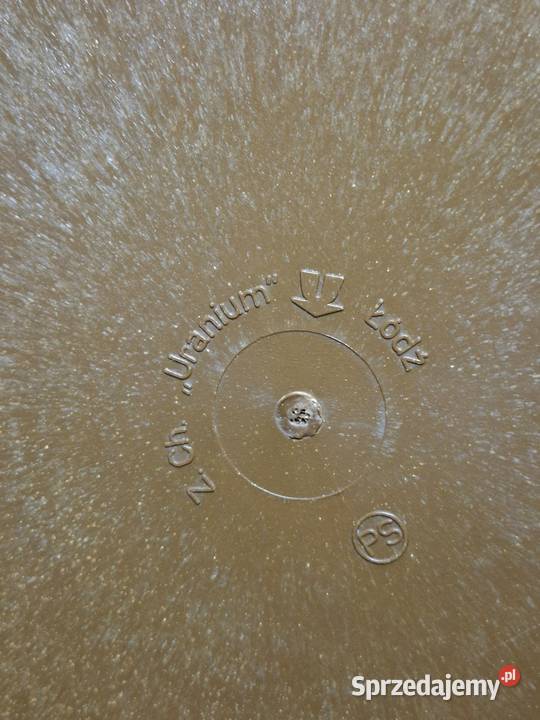 Z. Ch. „Uranium” Łódź
PS
Sprzedajemy.pl